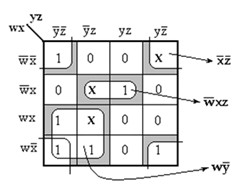 yz
wx y̅z̅ y̅z yz yz̅
w̅x̅ 1 0 0 x x̅z̅
w̅x 0 x 1 0 w̅xz
wx 1 x 0 0
wx̅ 1 1 0 1
wy̅